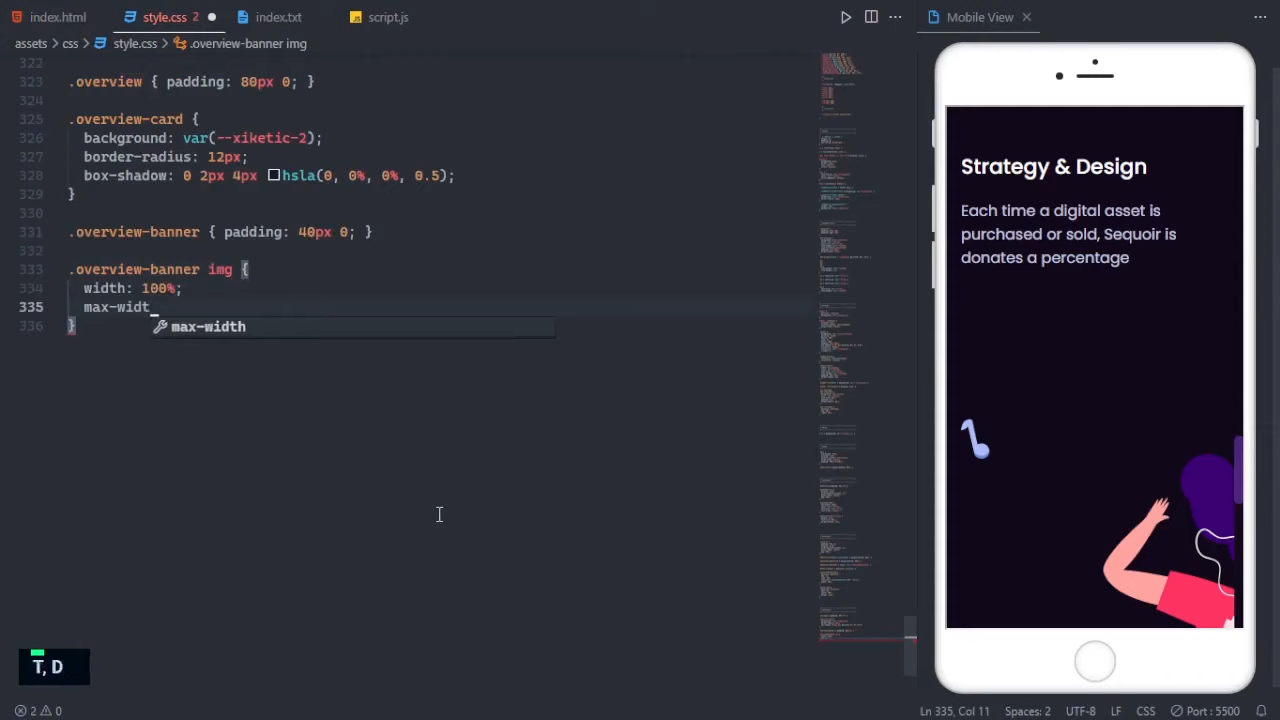 index.html
style.css 2
index.txt
script.js
Mobile View
assets > css > style.css > .overview-banner img
322
323 .overview { padding: 80px 0; }
324
325 .overview-card {
326 background: var(--xiketic-2);
327 border-radius: 12px;
328 box-shadow: 0 2px 4px hsla(0, 0%, 0%, 0.5);
329 }
330
331 .overview-banner { padding: 40px 0; }
332
333 .overview-banner img {
334 width: 100%;
335 max-widt
336 }
max-width
Strategy & Design
Each time a digital asset is
purchased or sold, Sequoir is
donates a percentage
T, D
2 0
Ln 335, Col 11 Spaces: 2 UTF-8 LF CSS Port : 5500